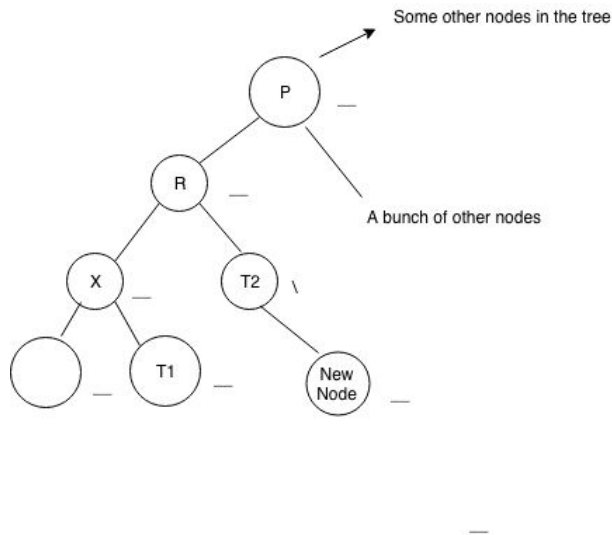 Some other nodes in the tree
P
—
R
—
A bunch of other nodes
X
—
T2
\
—
T1
—
New
Node
—
—